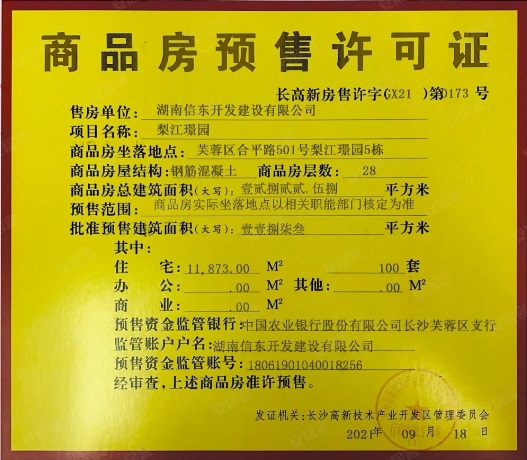 商品房预售许可证
长高新房售许字(GX21 )第0173 号
售房单位: 湖南信东开发建设有限公司
项目名称: 梨江璟园
商品房坐落地点: 芙蓉区合平路501号梨江璟园5栋
商品房屋结构: 钢筋混凝土 商品房层数: 28
商品房总建筑面积(大写): 壹贰捌贰贰.伍捌 平方米
预售范围: 商品房实际坐落地点以相关职能部门核定为准
批准预售建筑面积(大写): 壹壹捌柒叁 平方米
其中:
住 宅: 11,873.00 M² 100 套
办 公: .00 M² 其他: .00 M²
商 业: .00 M²
预售资金监管银行: 中国农业银行股份有限公司长沙芙蓉区支行
监管账户户名: 湖南信东开发建设有限公司
预售资金监管账号: 18061901040018256
经审查,上述商品房准许预售。
发证机关: 长沙高新技术产业开发区管理委员会
2021年 09 月 18 日